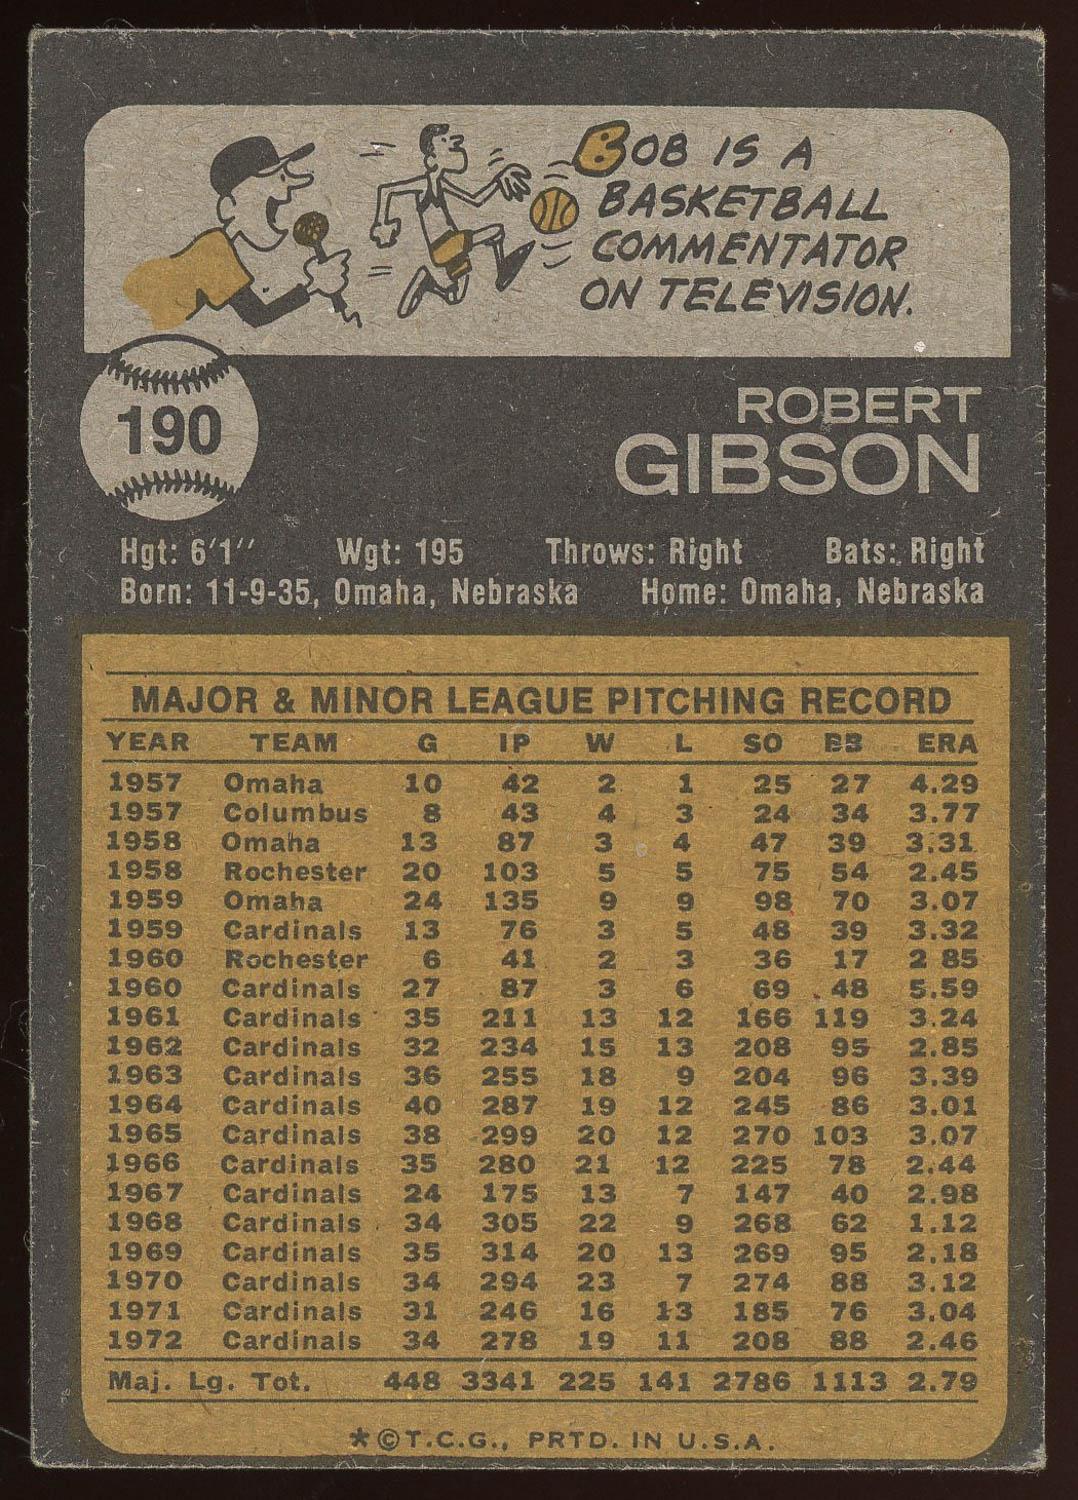 BOB IS A
BASKETBALL
COMMENTATOR
ON TELEVISION.
190
ROBERT
GIBSON
Hgt: 6'1" Wgt: 195 Throws: Right Bats: Right
Born: 11-9-35, Omaha, Nebraska Home: Omaha, Nebraska
MAJOR & MINOR LEAGUE PITCHING RECORD
YEAR TEAM G IP W L SO BB ERA
1957 Omaha 10 42 2 1 25 27 4.29
1957 Columbus 8 43 4 3 24 34 3.77
1958 Omaha 13 87 3 4 47 39 3.31
1958 Rochester 20 103 5 5 75 54 2.45
1959 Omaha 24 135 9 9 98 70 3.07
1959 Cardinals 13 76 3 5 48 39 3.32
1960 Rochester 6 41 2 3 36 17 2 85
1960 Cardinals 27 87 3 6 69 48 5.59
1961 Cardinals 35 211 13 12 166 119 3.24
1962 Cardinals 32 234 15 13 208 95 2.85
1963 Cardinals 36 255 18 9 204 96 3.39
1964 Cardinals 40 287 19 12 245 86 3.01
1965 Cardinals 38 299 20 12 270 103 3.07
1966 Cardinals 35 280 21 12 225 78 2.44
1967 Cardinals 24 175 13 7 147 40 2.98
1968 Cardinals 34 305 22 9 268 62 1.12
1969 Cardinals 35 314 20 13 269 95 2.18
1970 Cardinals 34 294 23 7 274 88 3.12
1971 Cardinals 31 246 16 13 185 76 3.04
1972 Cardinals 34 278 19 11 208 88 2.46
Maj. Lg. Tot. 448 3341 225 141 2786 1113 2.79
*©T.C.G., PRTD. IN U.S.A.